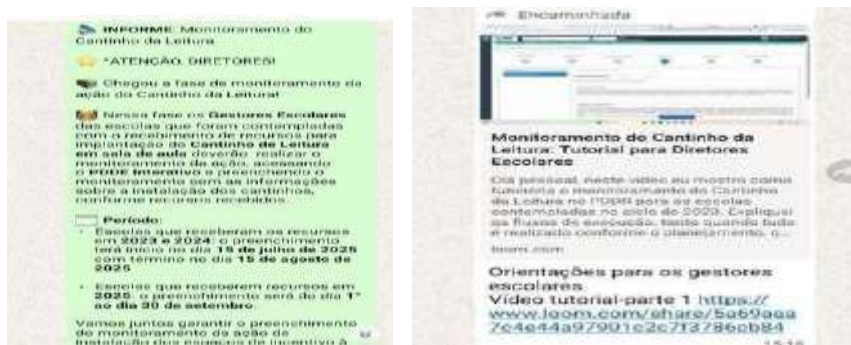 INFORME: Monitoramento do
Cantinho da Leitura
*ATENÇÃO, DIRETORES!
Chegou a fase de monitoramento da
ação do Cantinho da Leitura!
Nessa fase os Gestores Escolares
das escolas que foram contempladas
com o recebimento de recursos para
implantação do Cantinho de Leitura
em sala de aula deverão realizar o
monitoramento da ação, acessando
o PDDE Interativo e preenchendo o
monitoramento com as informações
sobre a instalação dos cantinhos,
conforme recursos recebidos.
Período:
• Escolas que receberam os recursos
em 2023 e 2024: o preenchimento
terá início no dia 15 de julho de 2025
com término no dia 15 de agosto de
2025
• Escolas que receberem recursos em
2025: o preenchimento será do dia 1°
ao dia 30 de setembro.
Vamos juntos garantir o preenchimento
do monitoramento da ação de
instalação dos espaços de incentivo à
Encaminhada
Monitoramento do Cantinho da
Leitura: Tutorial para Diretores
Escolares
Olá pessoal, neste vídeo eu mostro como
funciona o monitoramento do Cantinho
da Leitura no PDDE para as escolas
contempladas no ciclo de 2023. Expliquei
os fluxos de execução, tanto quando tudo
é realizado conforme o planejamento, q...
loom.com
Orientações para os gestores
escolares
Vídeo tutorial-parte 1 https://
www.loom.com/share/
15:18